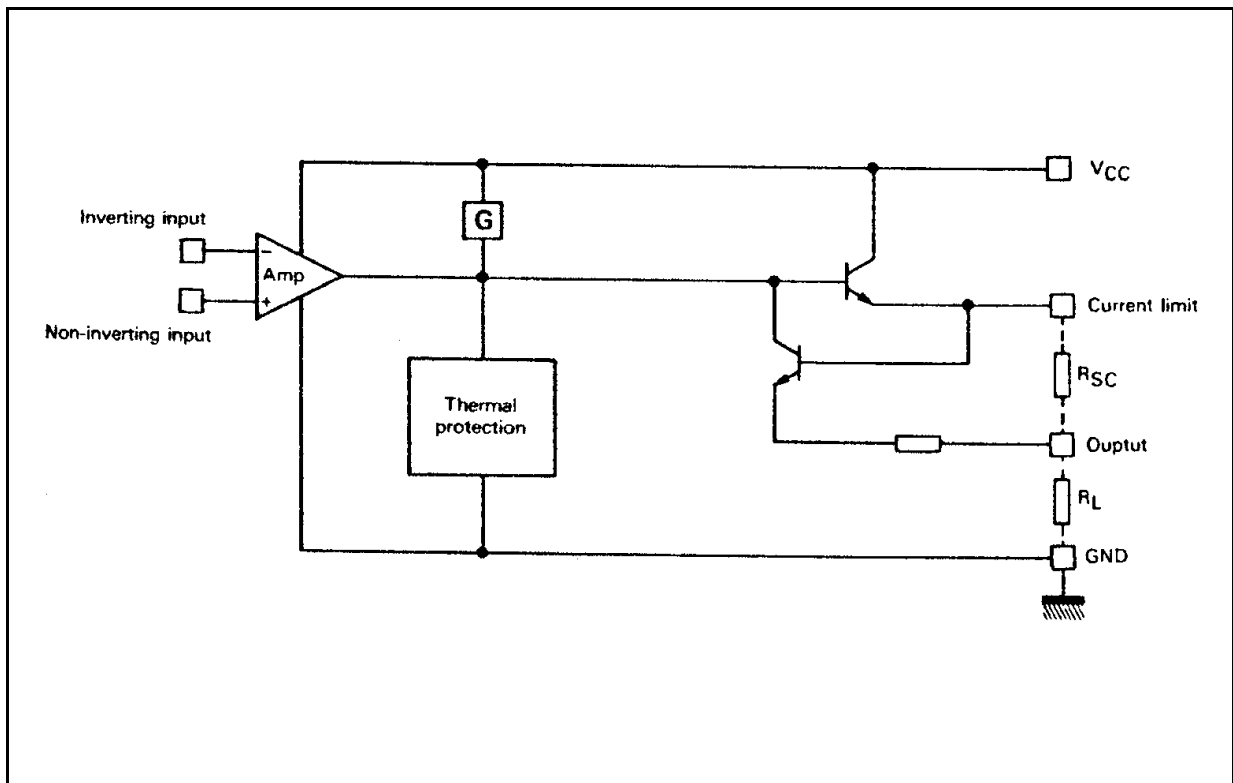 VCC
Inverting input
G
−
Amp
+
Non-inverting input
Current limit
RSC
Thermal
protection
Ouptut
RL
GND